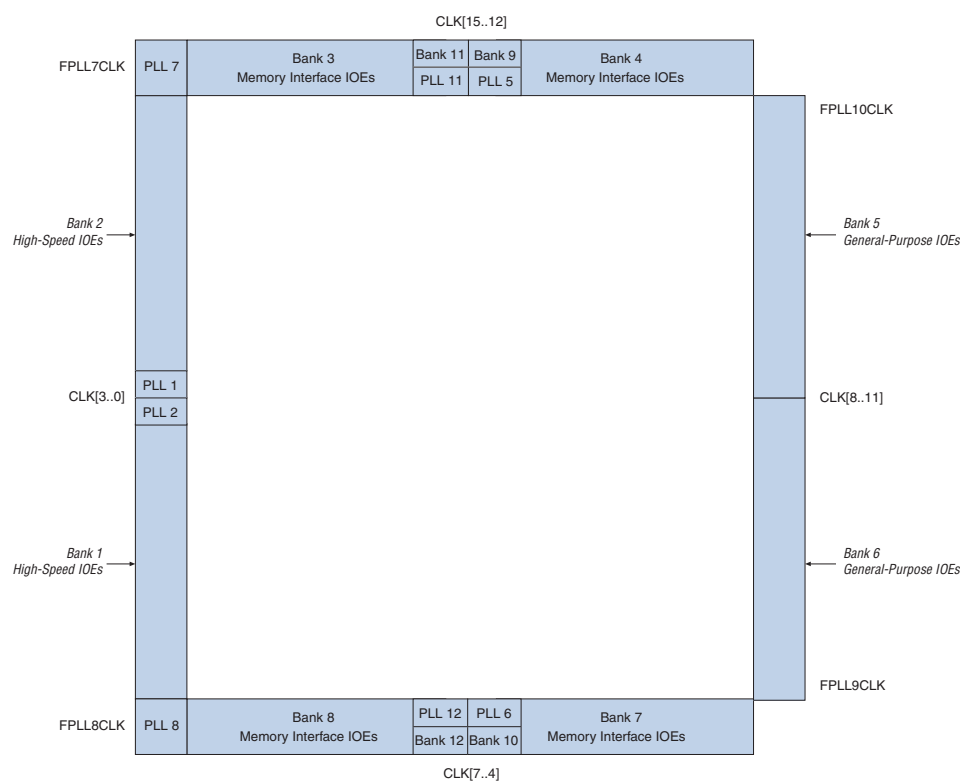 CLK[15..12]
FPLL7CLK
PLL 7
Bank 3
Memory Interface IOEs
Bank 11
Bank 9
PLL 11
PLL 5
Bank 4
Memory Interface IOEs
FPLL10CLK
Bank 2
High-Speed IOEs
Bank 5
General-Purpose IOEs
PLL 1
CLK[3..0]
PLL 2
CLK[8..11]
Bank 1
High-Speed IOEs
Bank 6
General-Purpose IOEs
FPLL9CLK
FPLL8CLK
PLL 8
Bank 8
Memory Interface IOEs
PLL 12
PLL 6
Bank 12
Bank 10
Bank 7
Memory Interface IOEs
CLK[7..4]